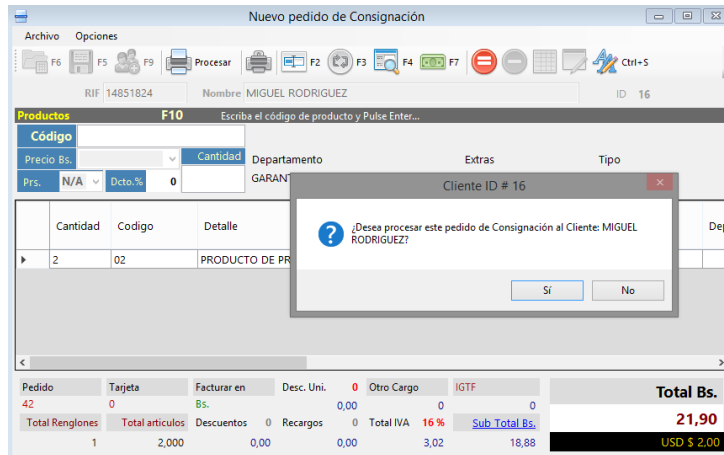 Nuevo pedido de Consignación
Archivo Opciones
F6 F5 F9 Procesar F2 F3 F4 F7 Ctrl+S
RIF 14851824 Nombre MIGUEL RODRIGUEZ ID 16
Productos F10 Escriba el código de producto y Pulse Enter...
Código
Precio Bs. Cantidad Departamento Extras Tipo
Prs. N/A Dcto.% 0
Cliente ID # 16
¿Desea procesar este pedido de Consignación al Cliente: MIGUEL
RODRIGUEZ?
Sí No
Cantidad Codigo Detalle
2 02 PRODUCTO DE
Pedido Tarjeta Facturar en Desc. Uni. 0 Otro Cargo IGTF
42 0 Bs. 0,00 0 0
Total Bs.
Total Renglones Total articulos Descuentos 0 Recargos 0 Total IVA 16 % Sub Total Bs.
21,90
1 2,000 0,00 0,00 3,02 18,88
USD $ 2,00